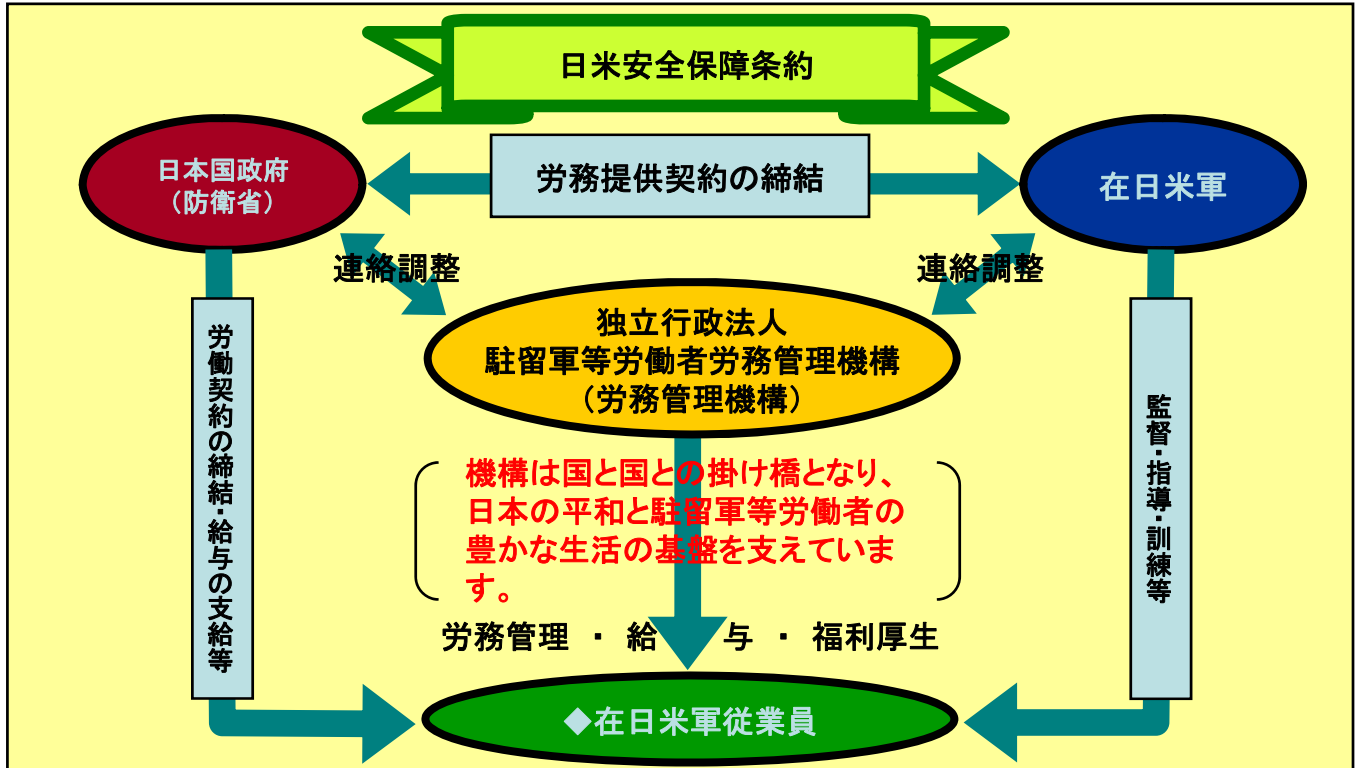 日米安全保障条約
日本国政府
（防衛省）
労務提供契約の締結
在日米軍
連絡調整
連絡調整
独立行政法人
駐留軍等労働者労務管理機構
（労務管理機構）
労働契約の締結・給与の支給等
監督・指導・訓練等
機構は国と国との掛け橋となり、
日本の平和と駐留軍等労働者の
豊かな生活の基盤を支えていま
す。
労務管理 ・ 給 与 ・ 福利厚生
◆在日米軍従業員